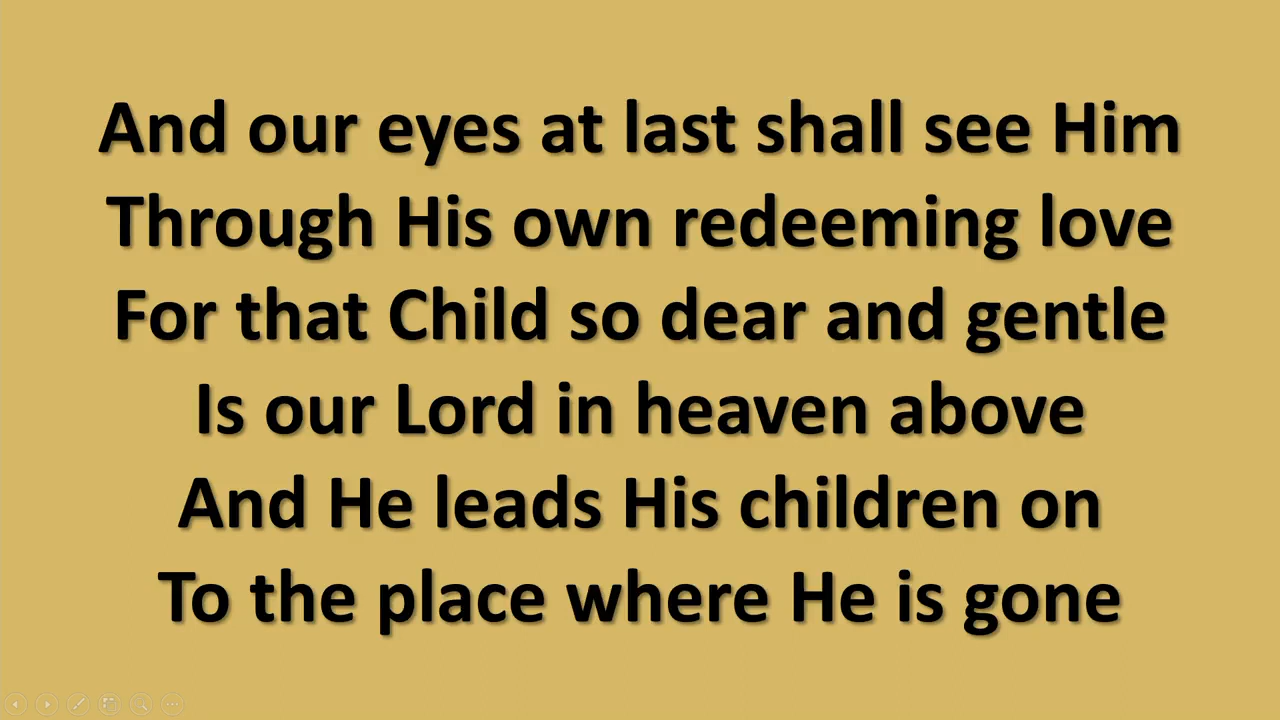 And our eyes at last shall see Him
Through His own redeeming love
For that Child so dear and gentle
Is our Lord in heaven above
And He leads His children on
To the place where He is gone